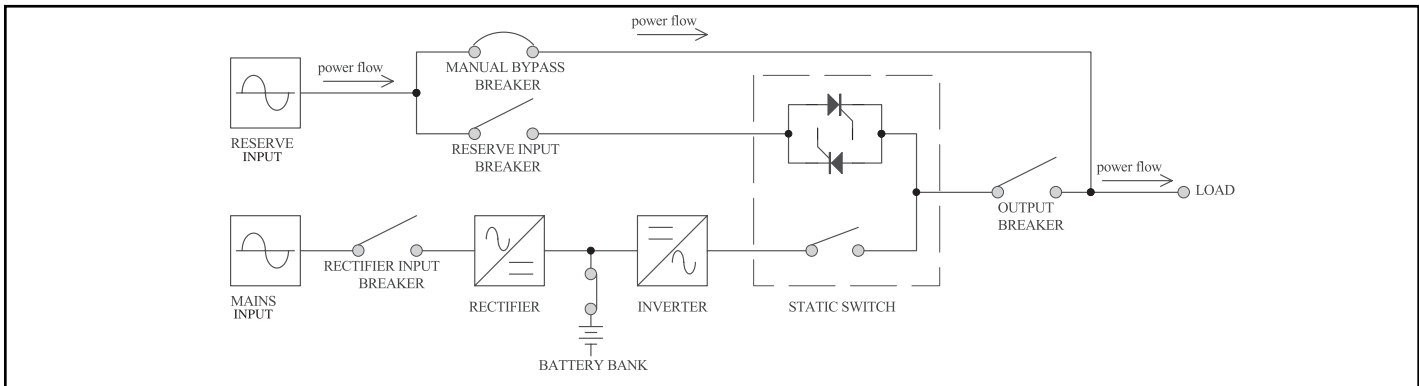 power flow
power flow
MANUAL BYPASS
BREAKER
RESERVE
INPUT
RESERVE INPUT
BREAKER
power flow
LOAD
OUTPUT
BREAKER
RECTIFIER INPUT
BREAKER
MAINS
INPUT
RECTIFIER
INVERTER
STATIC SWITCH
BATTERY BANK